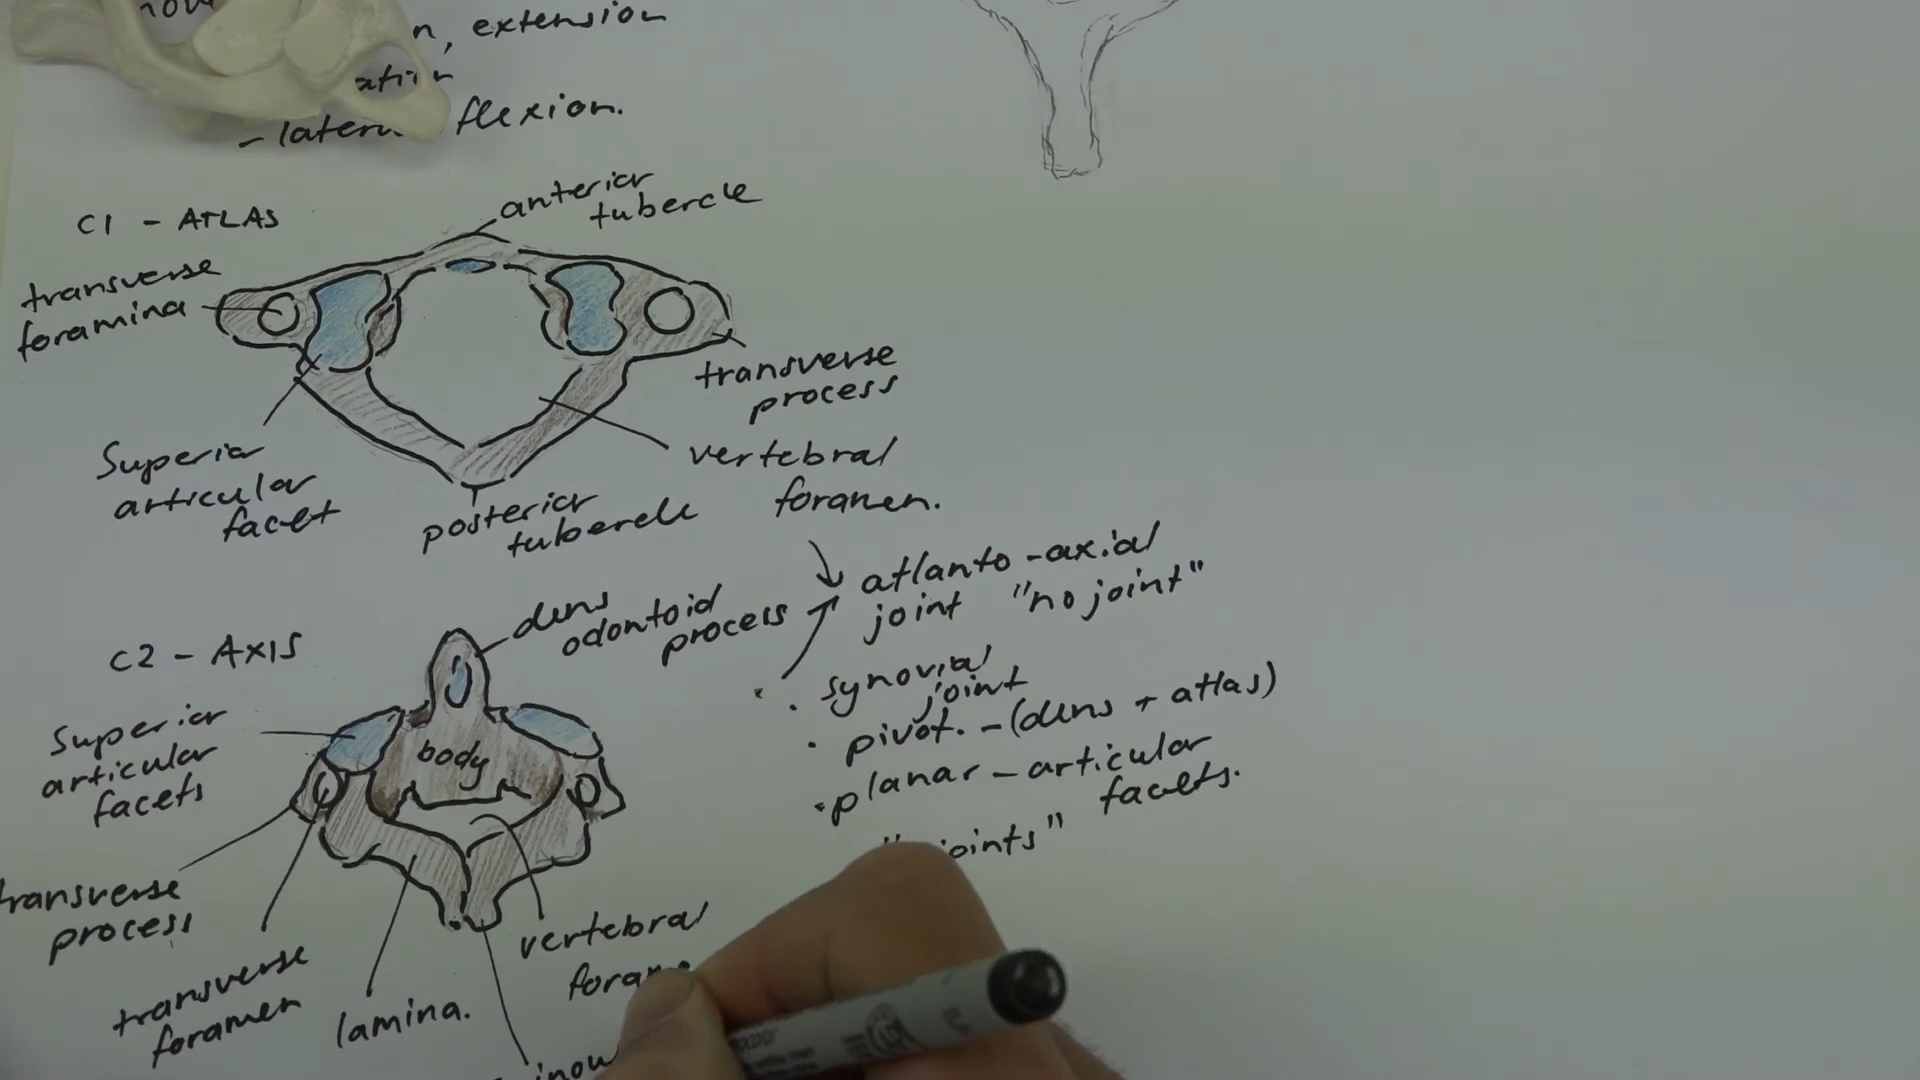 n, extension
flexion.
C1 - ATLAS
anterior
tubercle
transverse
foramina
transverse
process
Superior
articular
facet
posterior
tubercle
vertebral
foramen.
atlanto-axial
joint "no joint"
C2 - AXIS
dens
odontoid
process
body
superior
articular
facets
• synovial
joint
• pivot. - (dens + atlas)
• planar - articular
facets.
joints"
transverse
process
transverse
foramen
lamina.
vertebral